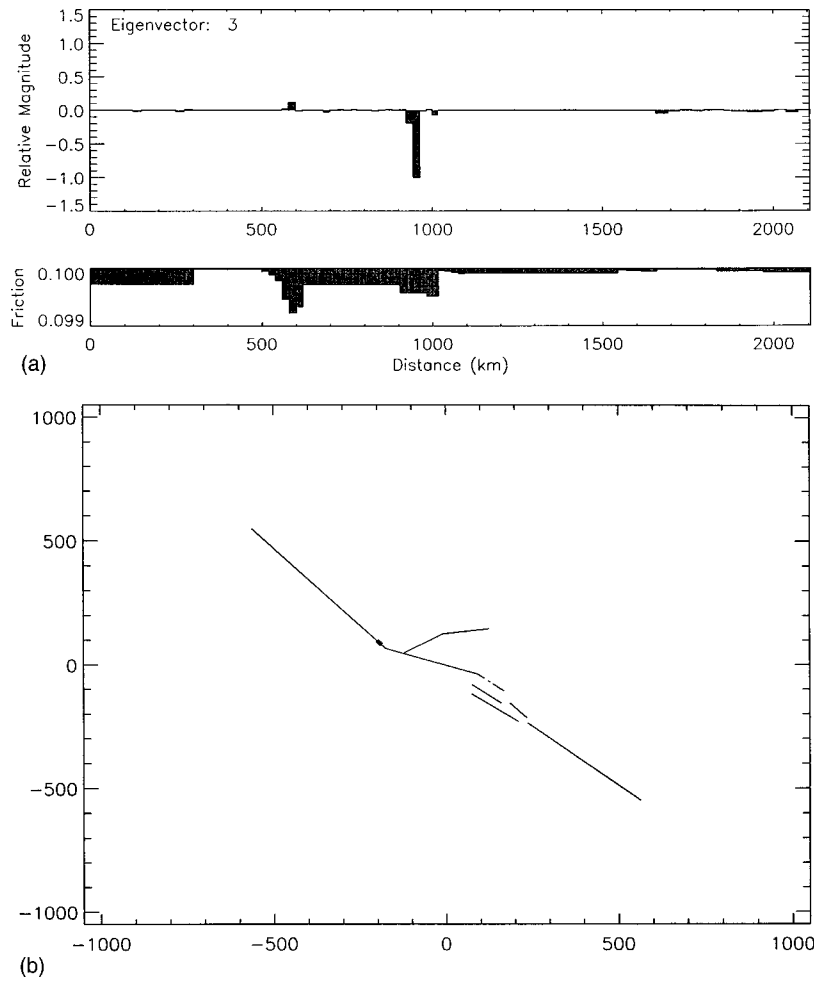 Eigenvector: 3
Relative Magnitude
1.5
1.0
0.5
0.0
−0.5
−1.0
−1.5
0 500 1000 1500 2000
Friction
0.100
0.099
0 500 1000 1500 2000
Distance (km)
(a)
1000
500
0
−500
−1000
−1000 −500 0 500 1000
(b)